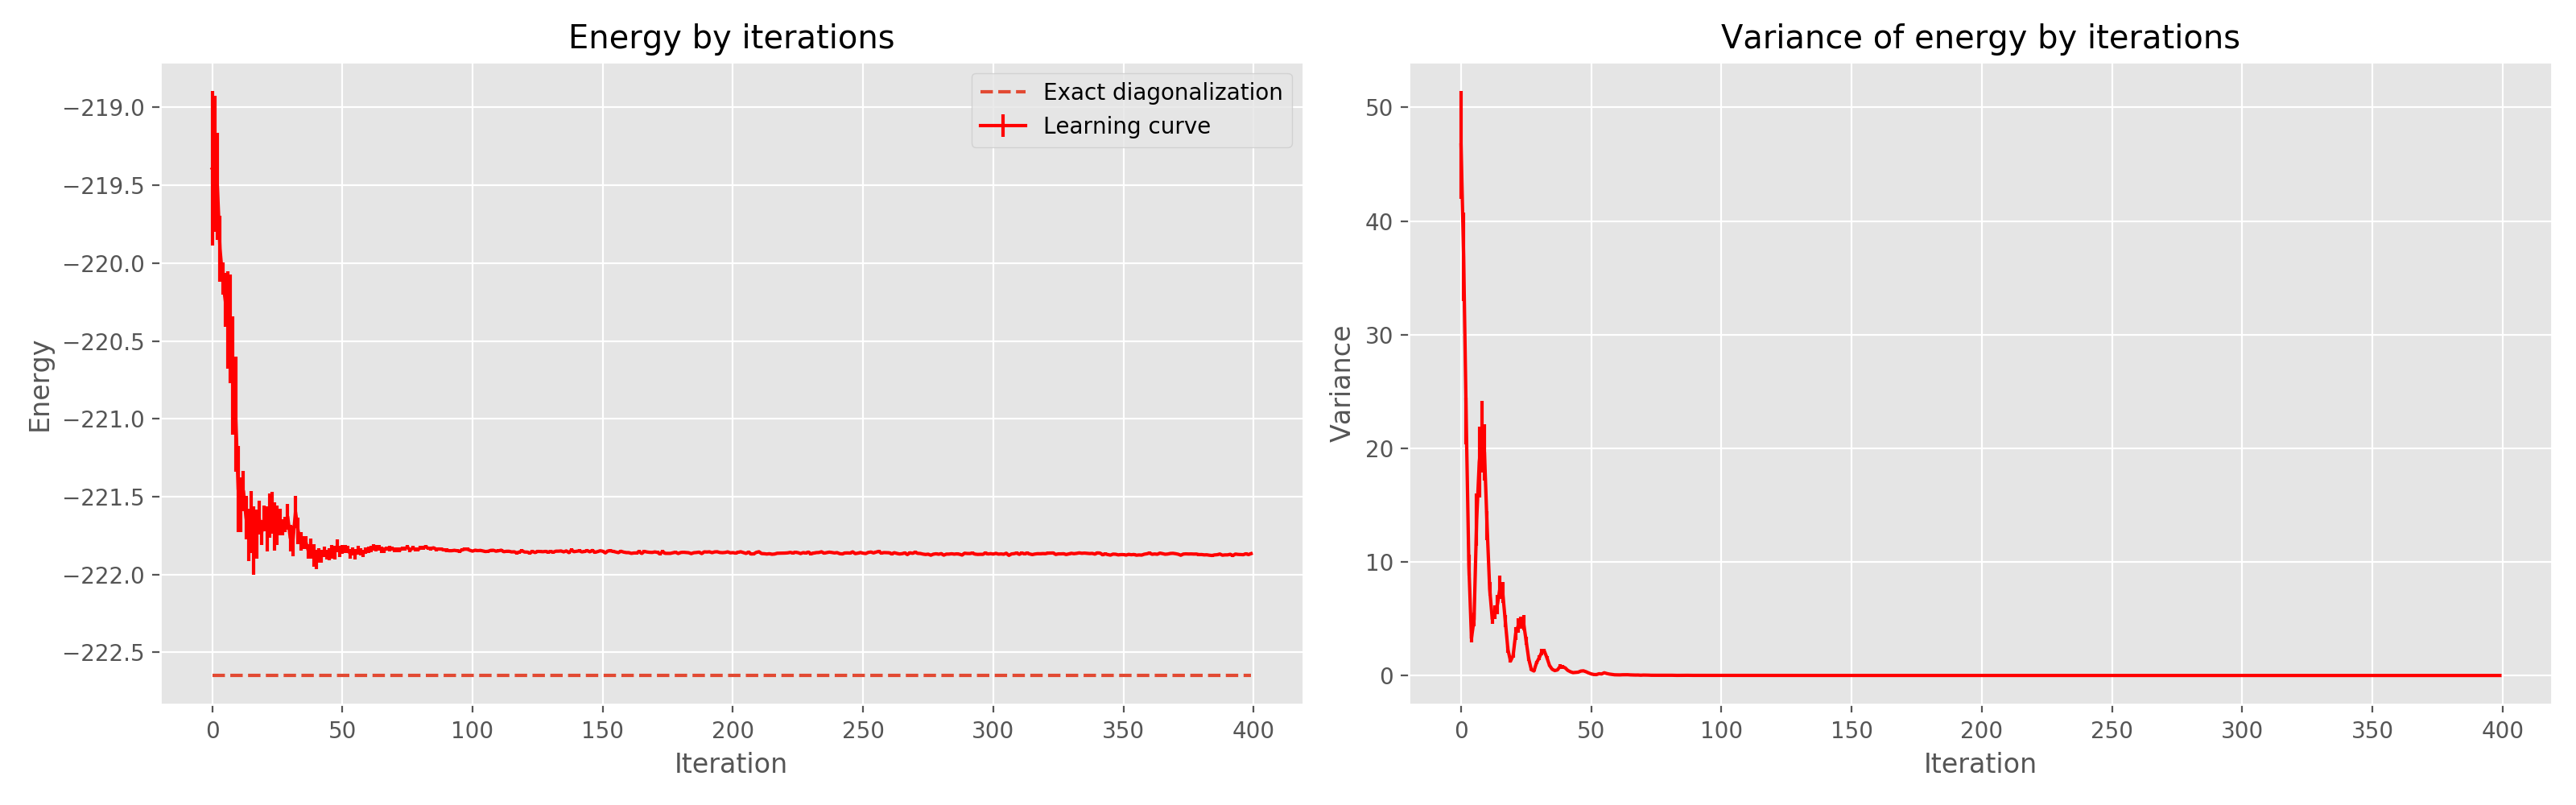 Energy by iterations
Exact diagonalization
Learning curve
−219.0
−219.5
−220.0
−220.5
−221.0
−221.5
−222.0
−222.5
Energy
0 50 100 150 200 250 300 350 400
Iteration
Variance of energy by iterations
50
40
30
20
10
0
Variance
0 50 100 150 200 250 300 350 400
Iteration